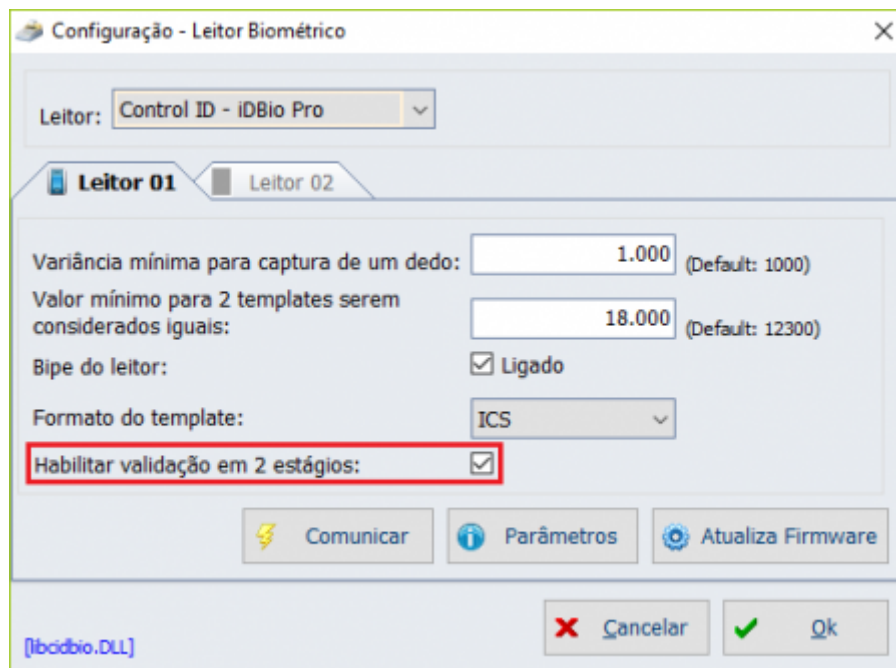 Configuração - Leitor Biométrico
Leitor: Control ID - iDBio Pro
Leitor 01 Leitor 02
Variância mínima para captura de um dedo: 1.000 (Default: 1000)
Valor mínimo para 2 templates serem
considerados iguais: 18.000 (Default: 12300)
Bipe do leitor: Ligado
Formato do template: ICS
Habilitar validação em 2 estágios:
Comunicar Parâmetros Atualiza Firmware
Cancelar Ok
[libcidbio.DLL]